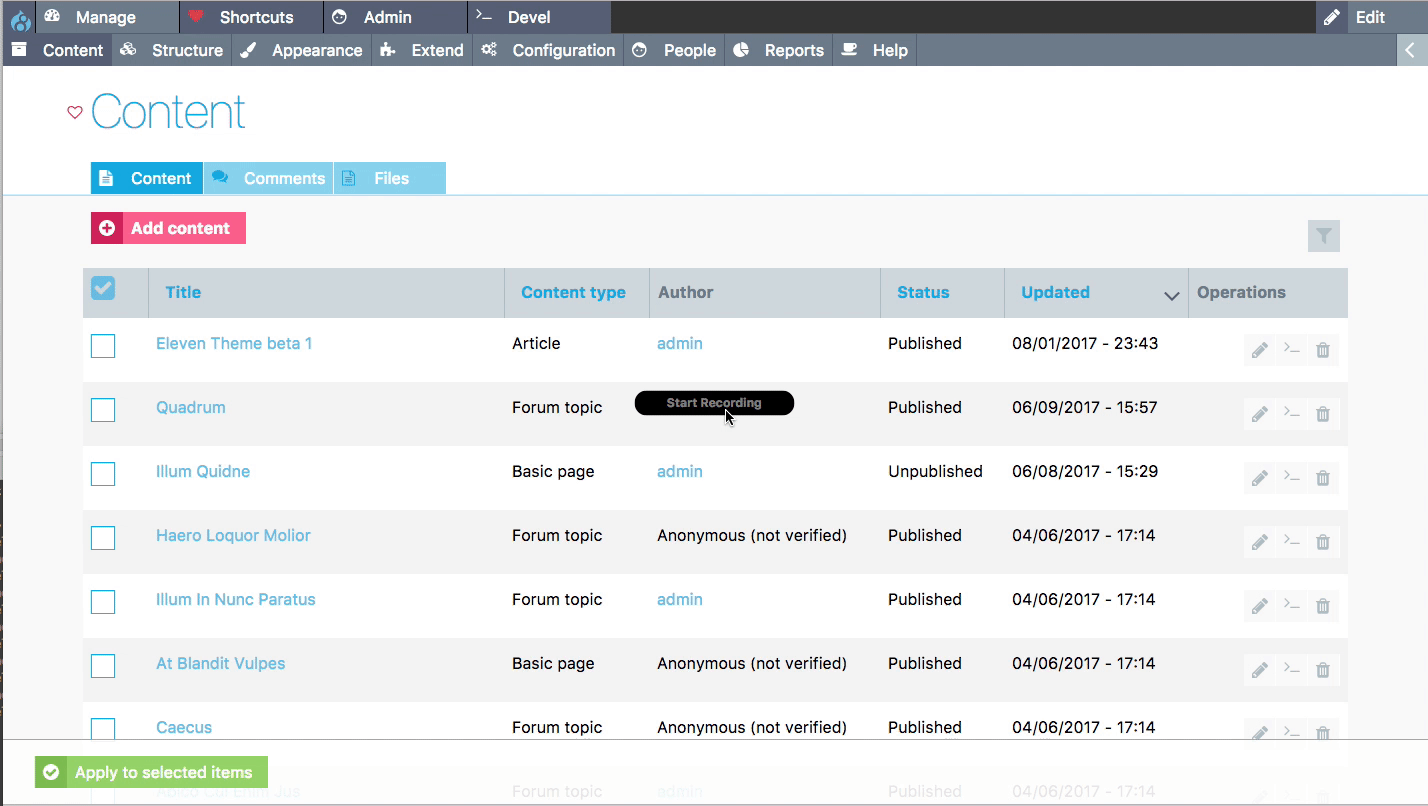 Manage Shortcuts Admin Devel Edit
Content Structure Appearance Extend Configuration People Reports Help
Content
Content Comments Files
Add content
Title Content type Author Status Updated Operations
Eleven Theme beta 1 Article admin Published 08/01/2017 - 23:43
Quadrum Forum topic Start Recording Published 06/09/2017 - 15:57
Illum Quidne Basic page admin Unpublished 06/08/2017 - 15:29
Haero Loquor Molior Forum topic Anonymous (not verified) Published 04/06/2017 - 17:14
Illum In Nunc Paratus Forum topic admin Published 04/06/2017 - 17:14
At Blandit Vulpes Basic page Anonymous (not verified) Published 04/06/2017 - 17:14
Caecus Forum topic Anonymous (not verified) Published 04/06/2017 - 17:14
Apply to selected items
Forum topic admin Published 04/06/2017 - 17:14